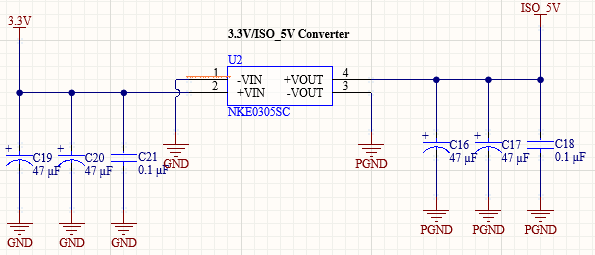 3.3V
ISO_5V
3.3V/ISO_5V Converter
U2
1 -VIN +VOUT 4
2 +VIN -VOUT 3
NKE0305SC
+ C19 47 µF
+ C20 47 µF
C21 0.1 µF
GND
PGND
+ C16 47 µF
+ C17 47 µF
C18 0.1 µF
GND GND GND
PGND PGND PGND